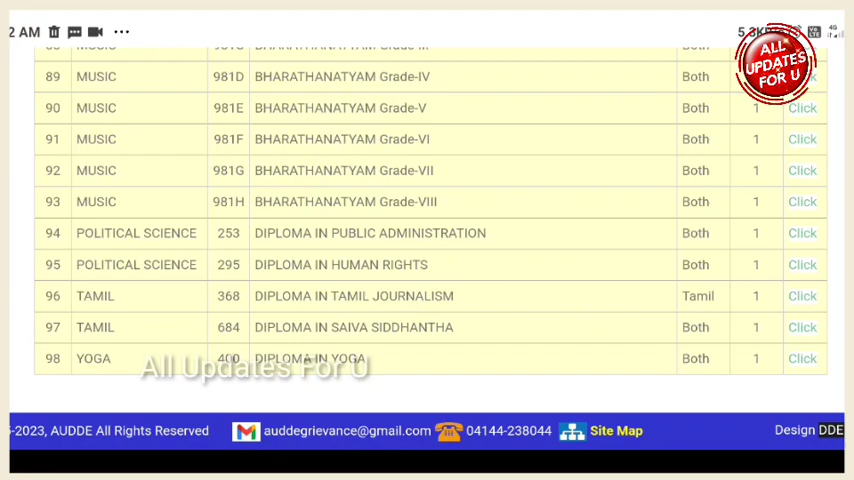 2 AM
ALL UPDATES FOR U
89 MUSIC 981D BHARATHANATYAM Grade-IV Both
90 MUSIC 981E BHARATHANATYAM Grade-V Both 1 Click
91 MUSIC 981F BHARATHANATYAM Grade-VI Both 1 Click
92 MUSIC 981G BHARATHANATYAM Grade-VII Both 1 Click
93 MUSIC 981H BHARATHANATYAM Grade-VIII Both 1 Click
94 POLITICAL SCIENCE 253 DIPLOMA IN PUBLIC ADMINISTRATION Both 1 Click
95 POLITICAL SCIENCE 295 DIPLOMA IN HUMAN RIGHTS Both 1 Click
96 TAMIL 368 DIPLOMA IN TAMIL JOURNALISM Tamil 1 Click
97 TAMIL 684 DIPLOMA IN SAIVA SIDDHANTHA Both 1 Click
98 YOGA 400 DIPLOMA IN YOGA Both 1 Click
All Updates For U
-2023, AUDDE All Rights Reserved auddegrievance@gmail.com 04144-238044 Site Map Design DDE